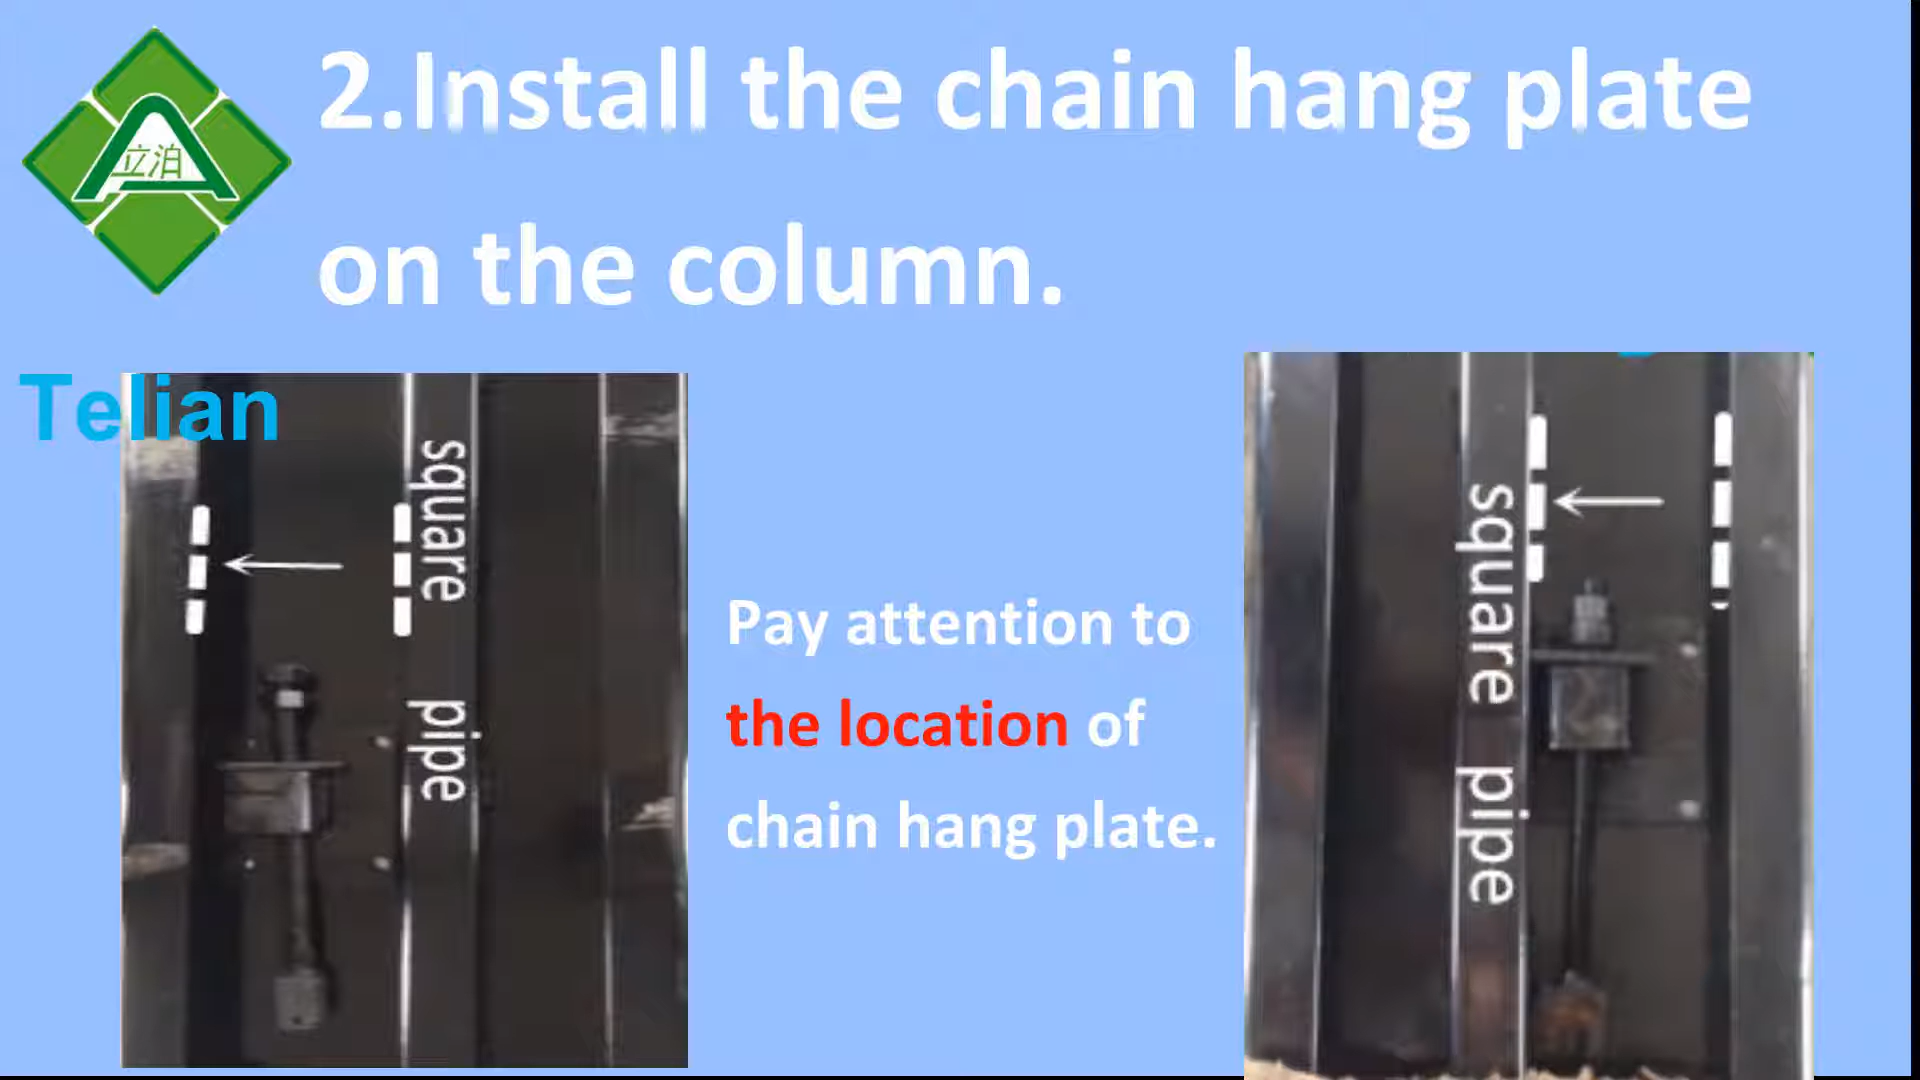 立泊
2.Install the chain hang plate
on the column.
Telian
square pipe
Pay attention to
the location of
chain hang plate.
square pipe